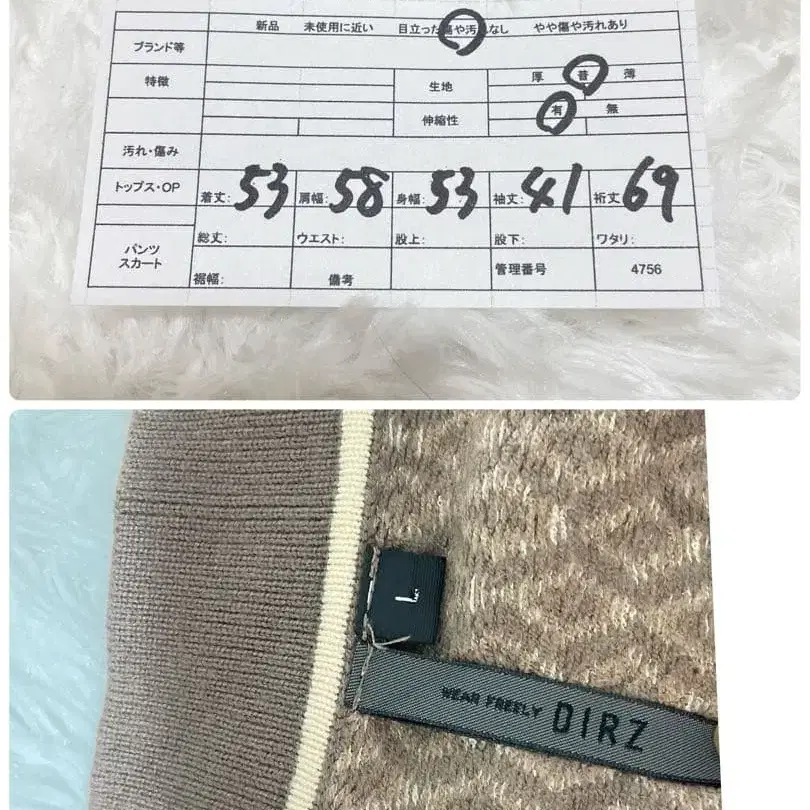 新品 未使用に近い 目立った傷や汚れなし やや傷や汚れあり
ブランド等
特徴 生地 厚 普 薄
伸縮性 有 無
汚れ・傷み
トップス・OP 着丈: 53 肩幅: 58 身幅: 53 袖丈: 41 裄丈: 69
パンツ スカート 総丈: ウエスト: 股上: 股下: ワタリ:
裾幅: 備考 管理番号 4756
L
WEAR FREELY DIRZ